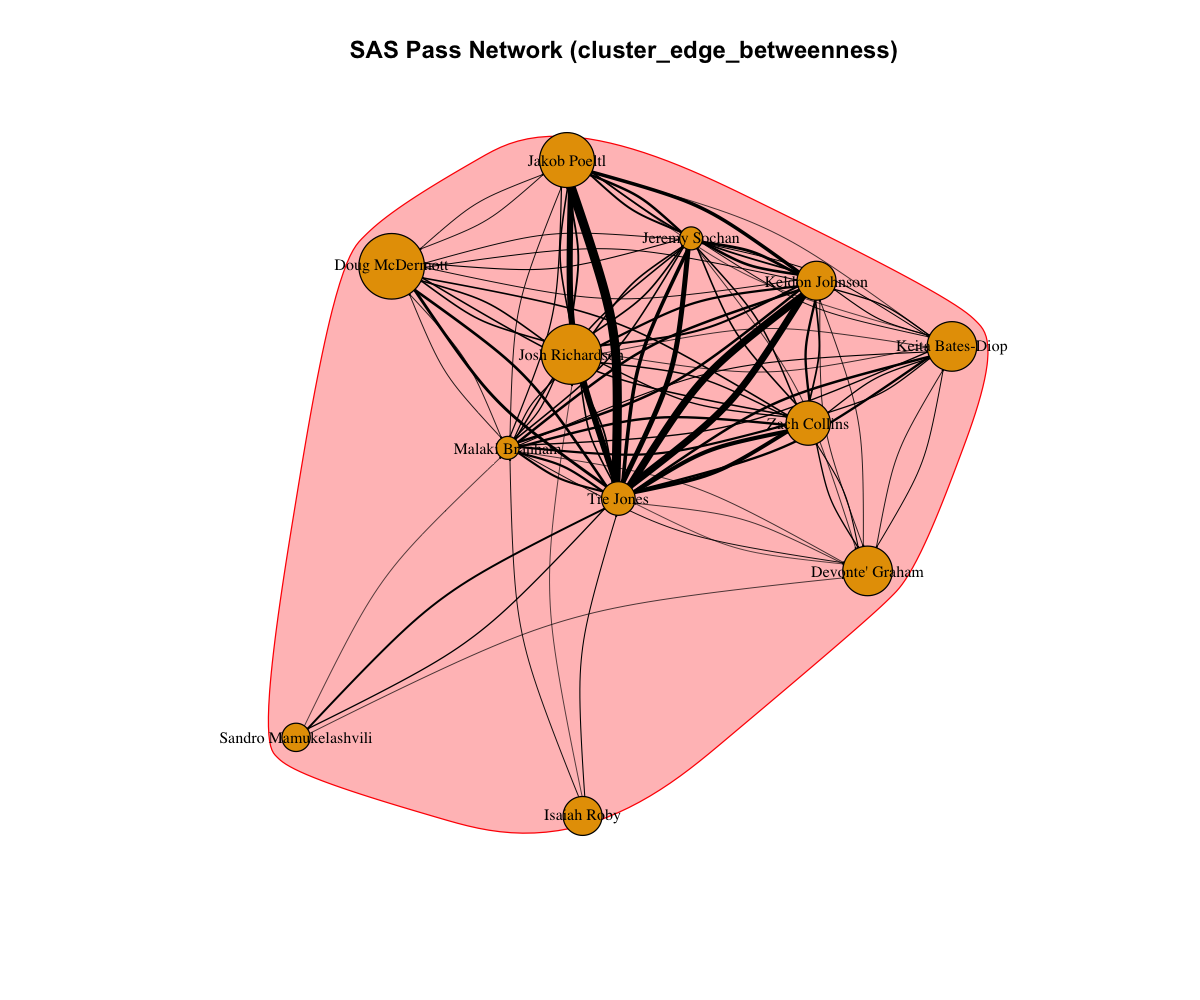 SAS Pass Network (cluster_edge_betweenness)
Jakob Poeltl
Jeremy Sochan
Doug McDermott
Keldon Johnson
Keita Bates-Diop
Josh Richardson
Zach Collins
Malaki Branham
Tre Jones
Devonte' Graham
Sandro Mamukelashvili
Isaiah Roby